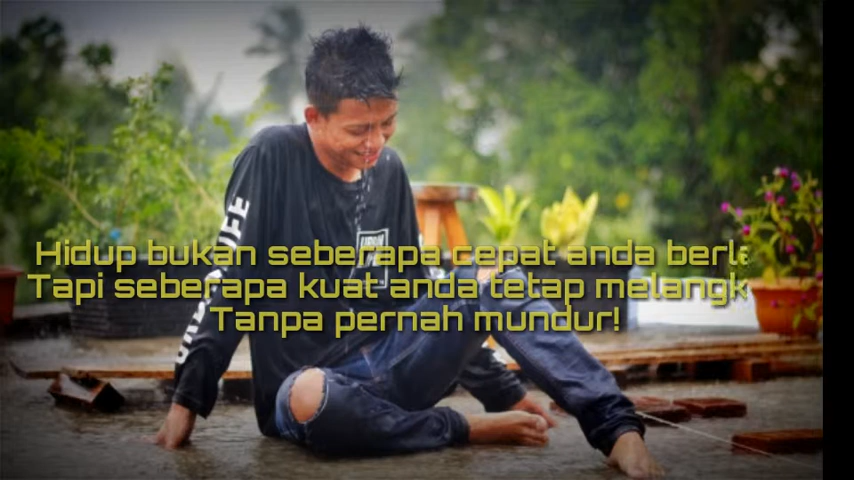 Hidup bukan seberapa cepat anda
Tapi seberapa kuat anda tetap
Tanpa pernah mundur!